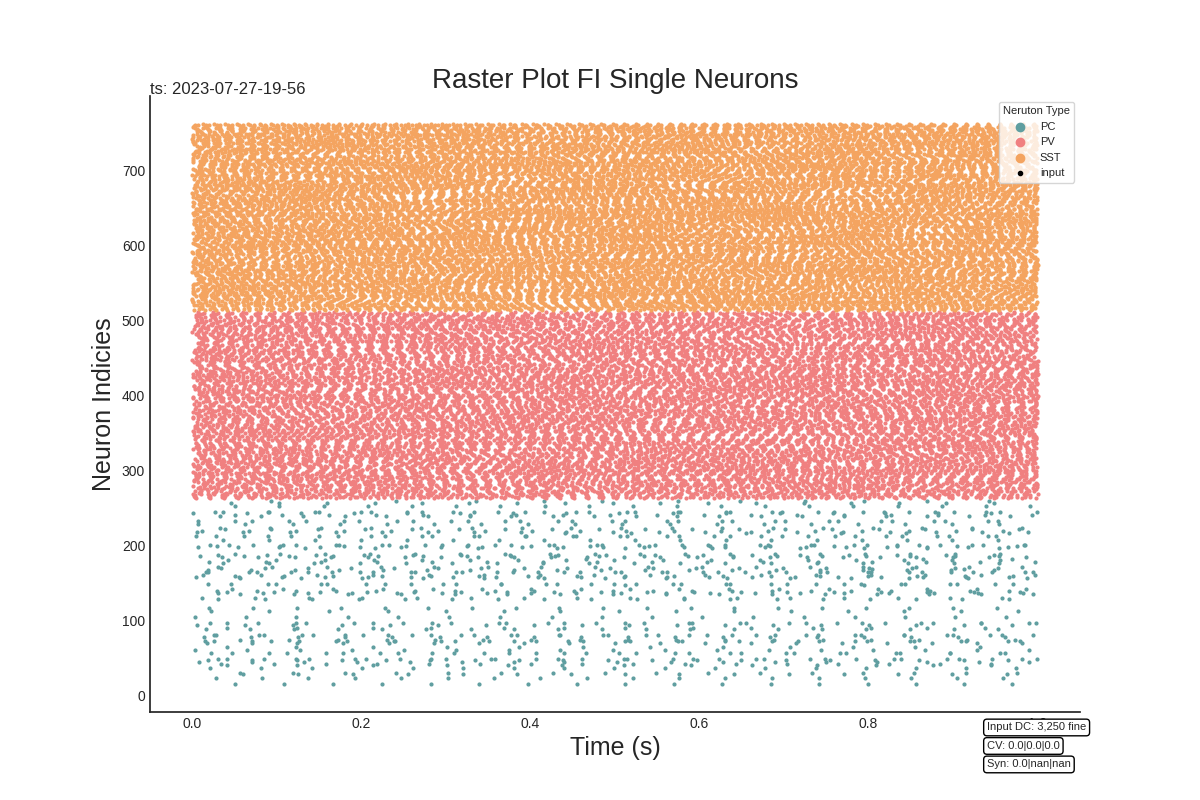 Raster Plot FI Single Neurons
ts: 2023-07-27-19-56
Neruton Type
PC
PV
SST
input
Neuron Indicies
700
600
500
400
300
200
100
0
0.0
0.2
0.4
0.6
0.8
Time (s)
Input DC: 3,250 fine
CV: 0.0|0.0|0.0
Syn: 0.0|nan|nan